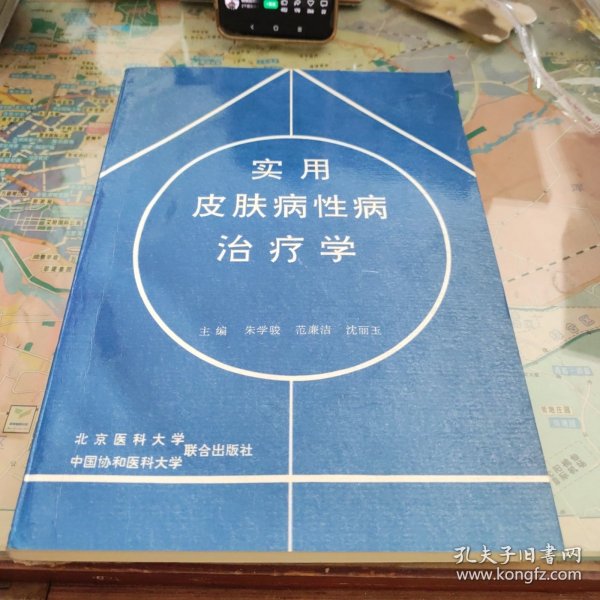 实用
皮肤病性病
治疗学
主编 朱学骏 范廉洁 沈丽玉
北京医科大学
中国协和医科大学
联合出版社
孔夫子旧书网
www.kongfz.com